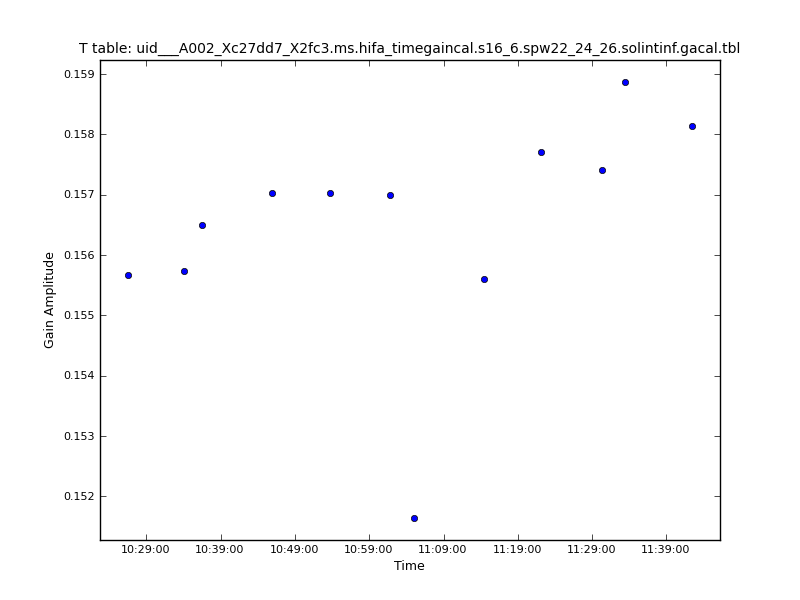 T table: uid___A002_Xc27dd7_X2fc3.ms.hifa_timegaincal.s16_6.spw22_24_26.solintinf.gacal.tbl
0.159
0.158
0.157
0.156
0.155
0.154
0.153
0.152
Gain Amplitude
10:29:00 10:39:00 10:49:00 10:59:00 11:09:00 11:19:00 11:29:00 11:39:00
Time